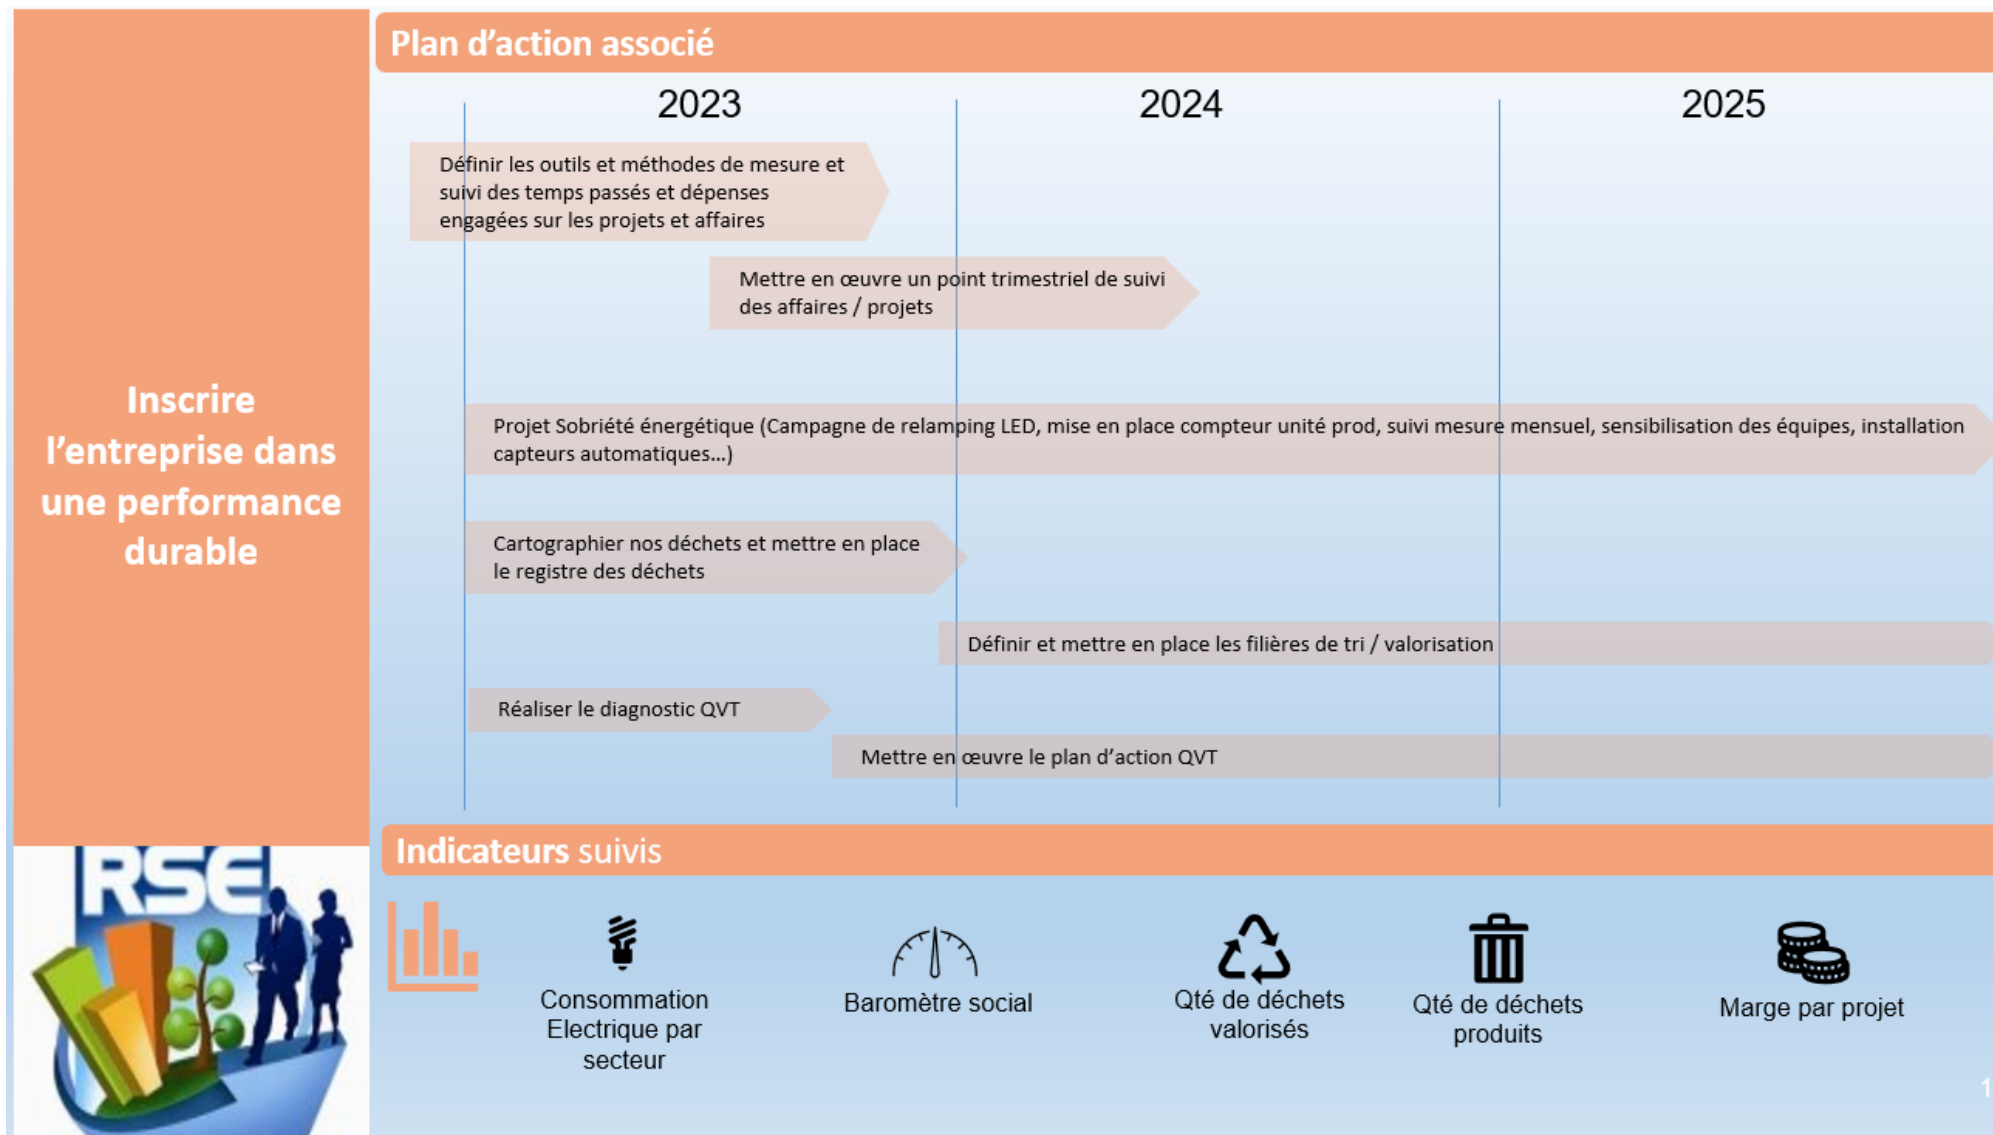 Plan d’action associé
2023
2024
2025
Définir les outils et méthodes de mesure et
suivi des temps passés et dépenses
engagées sur les projets et affaires
Mettre en œuvre un point trimestriel de suivi
des affaires / projets
Inscrire
l’entreprise dans
une performance
durable
Projet Sobriété énergétique (Campagne de relamping LED, mise en place compteur unité prod, suivi mesure mensuel, sensibilisation des équipes, installation
capteurs automatiques…)
Cartographier nos déchets et mettre en place
le registre des déchets
Définir et mettre en place les filières de tri / valorisation
Réaliser le diagnostic QVT
Mettre en œuvre le plan d’action QVT
RSE
Indicateurs suivis
Consommation
Electrique par
secteur
Baromètre social
Qté de déchets
valorisés
Qté de déchets
produits
Marge par projet
1